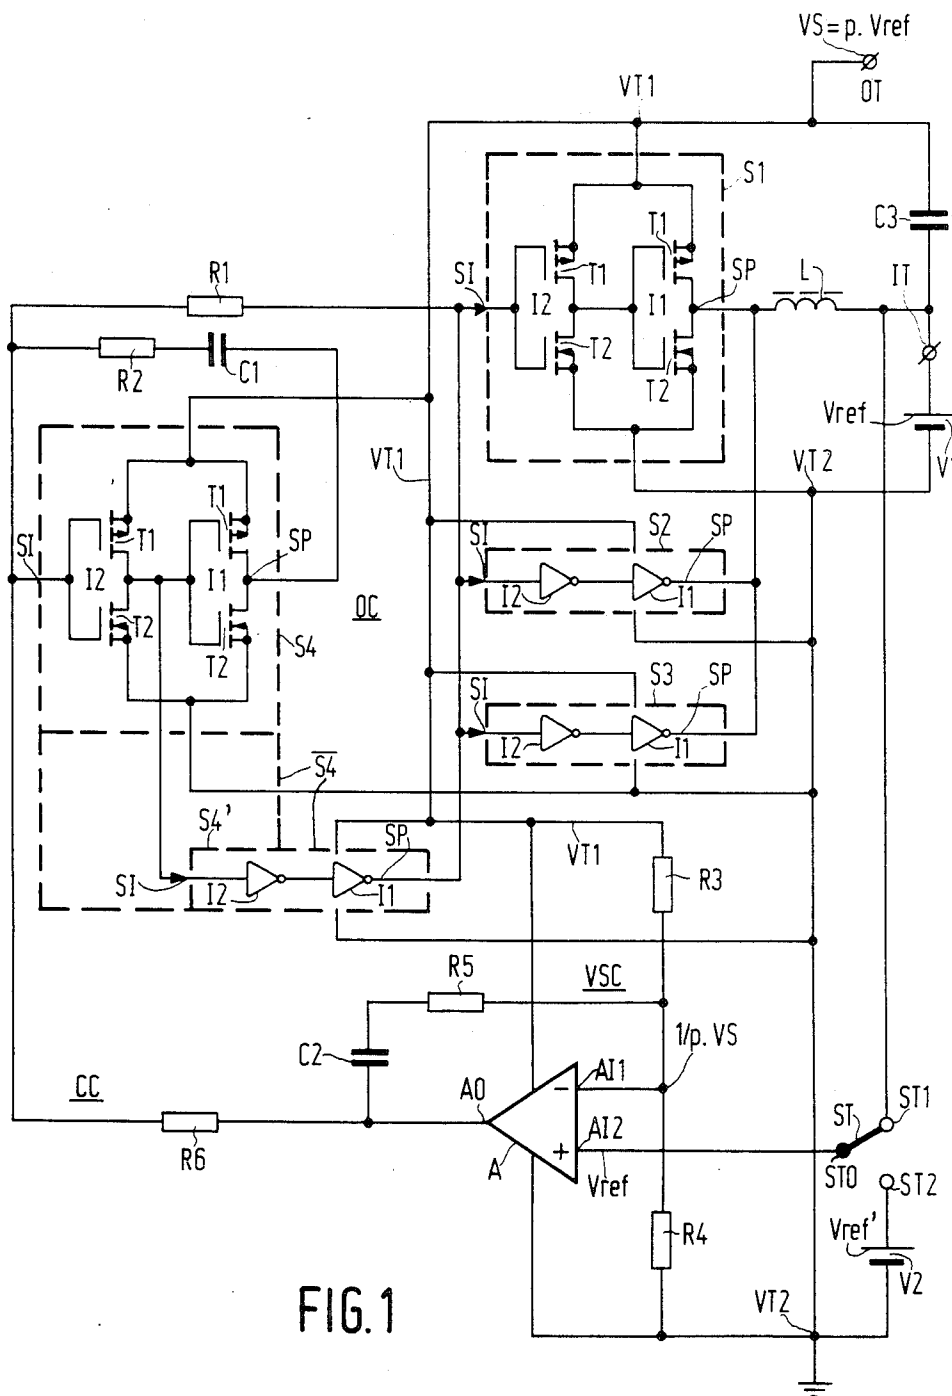 VS=p. Vref
OT
VT1
S1
C3
T1
R1
SI
I2
T1
I1
SP
L
IT
T2
R2
C1
T2
Vref
VT1
VT2
T1
SI
I2
T1
I1
SP
S2
SI
SP
OC
I2
I1
T2
T2
S4
S3
SI
SP
I2
I1
S4
S4'
SP
VT1
R3
SI
I2
I1
R5
VSC
C2
1/p. VS
CC
AO
AI1
ST
ST1
−
R6
A
+
AI2
Vref
STO
ST2
R4
Vref'
V2
FIG.1
VT2